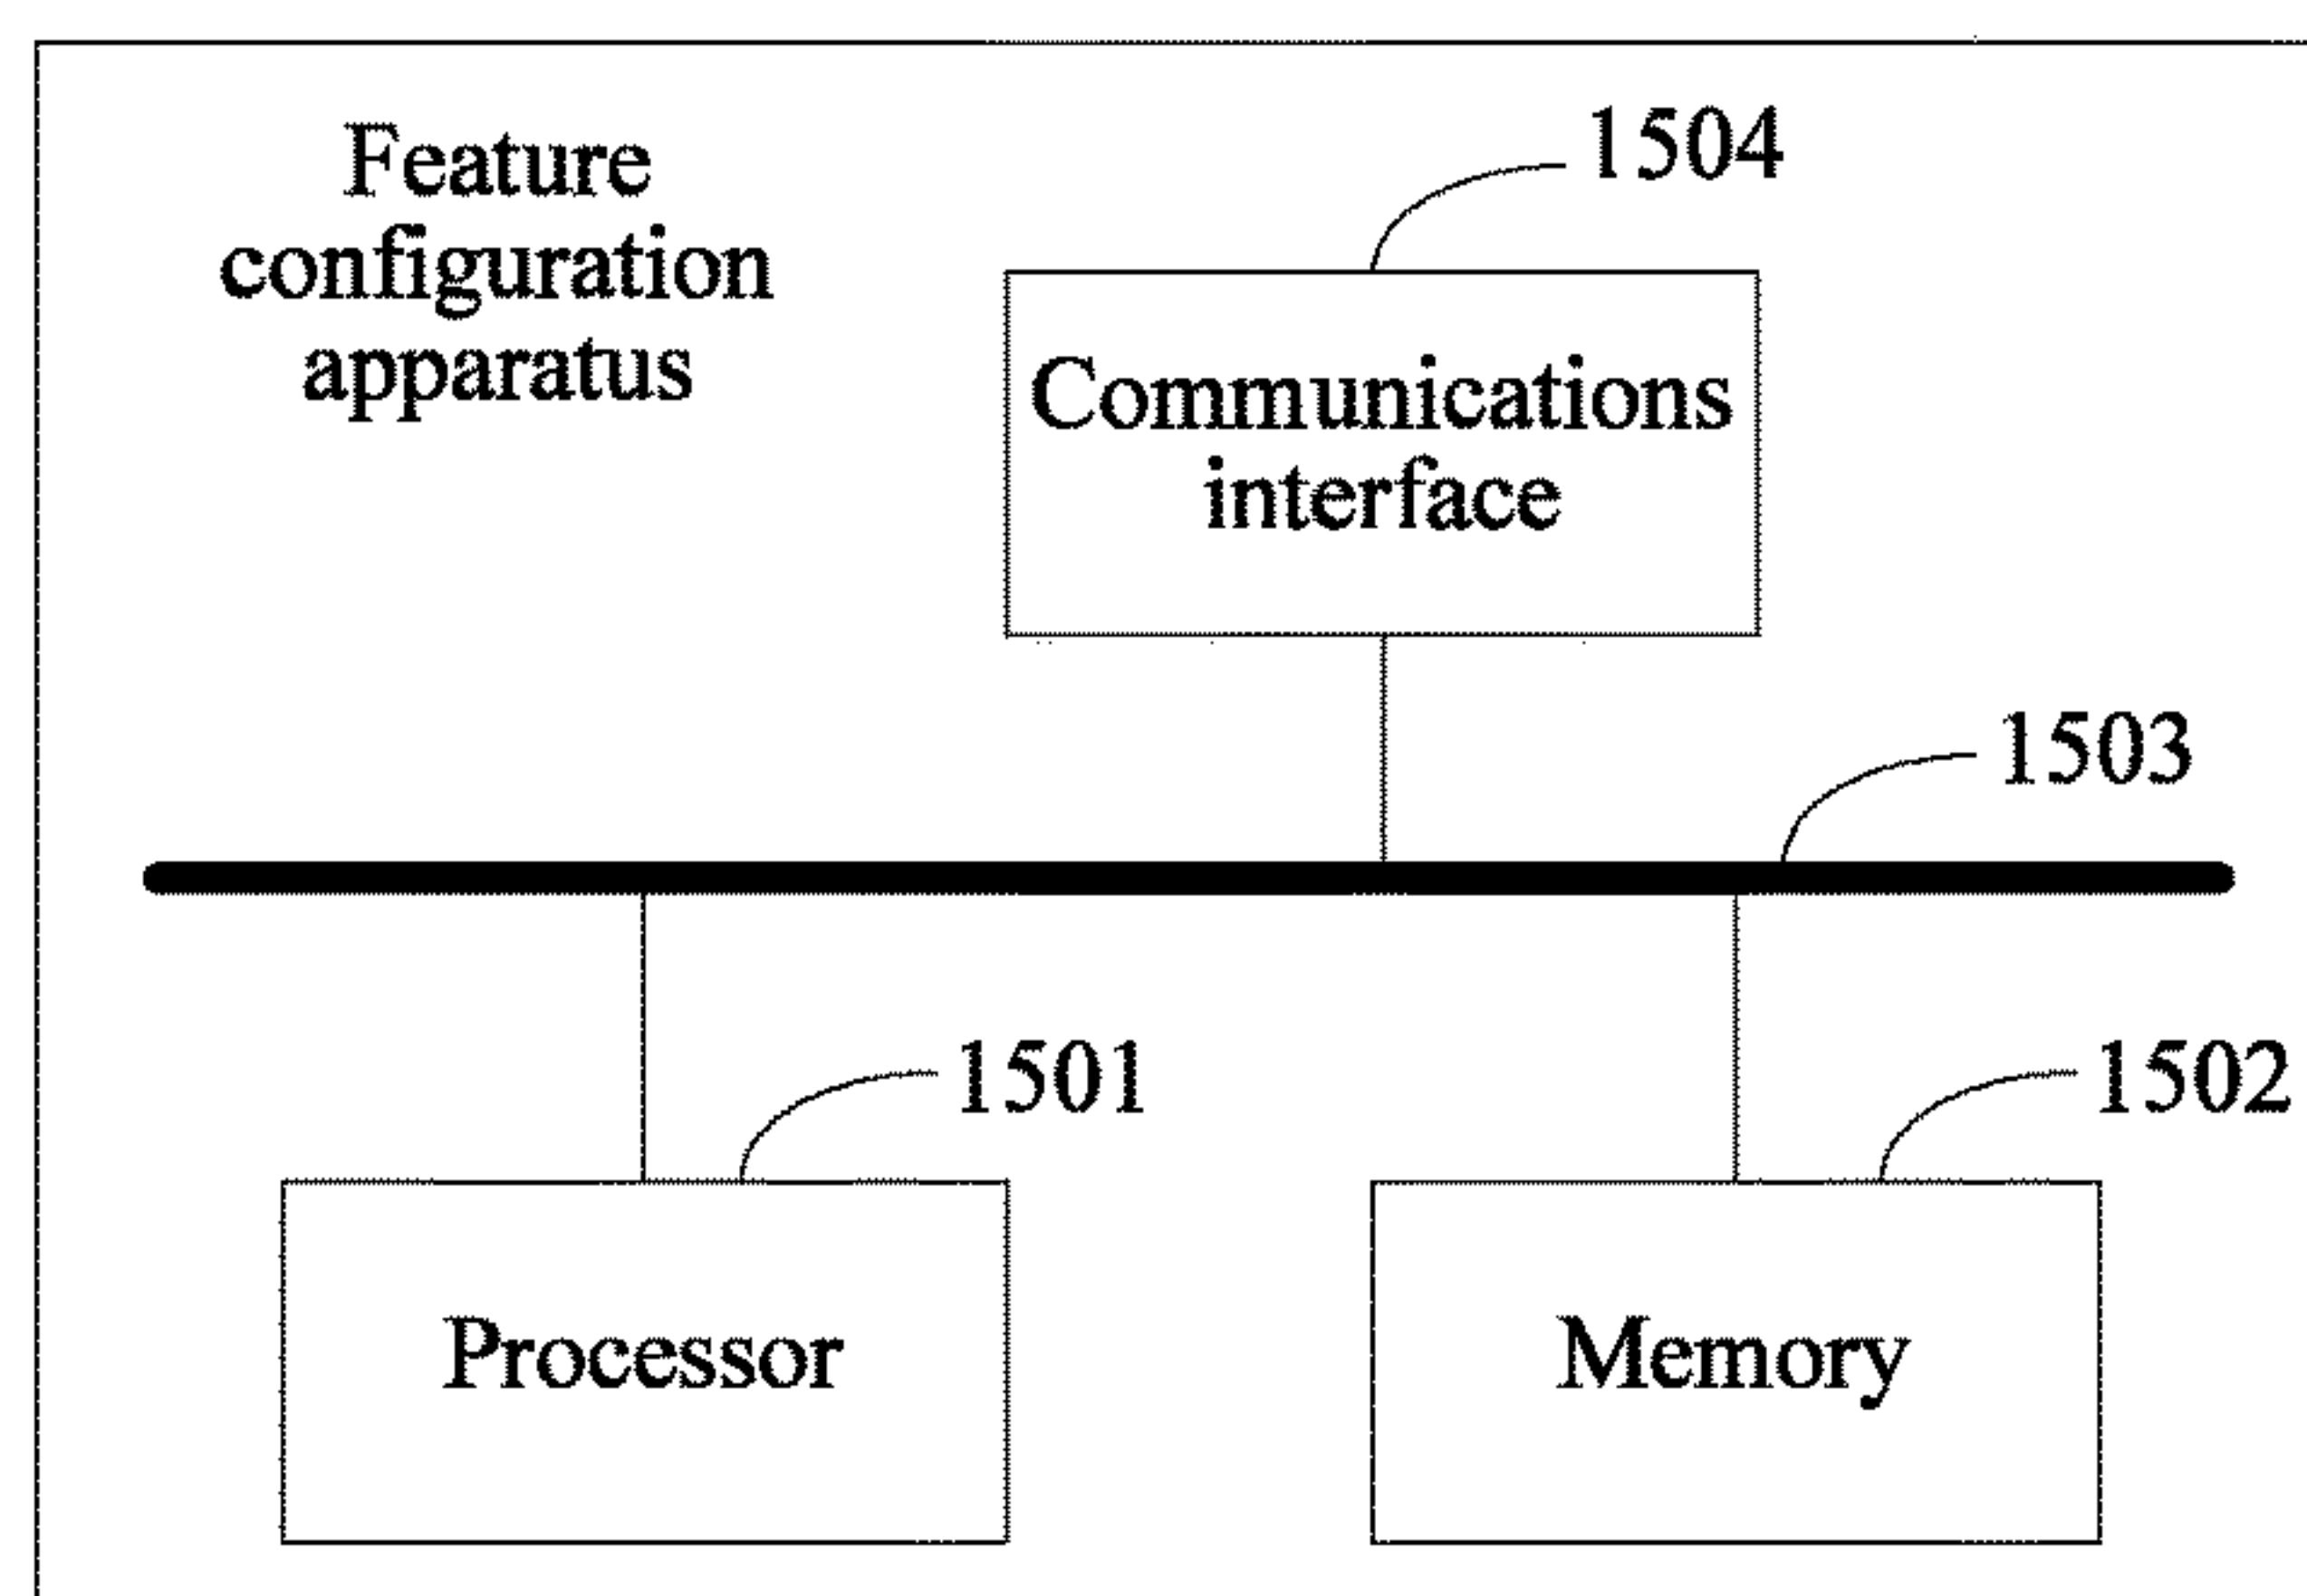 Feature
configuration
apparatus
1504
Communications
interface
1503
1501
1502
Processor
Memory